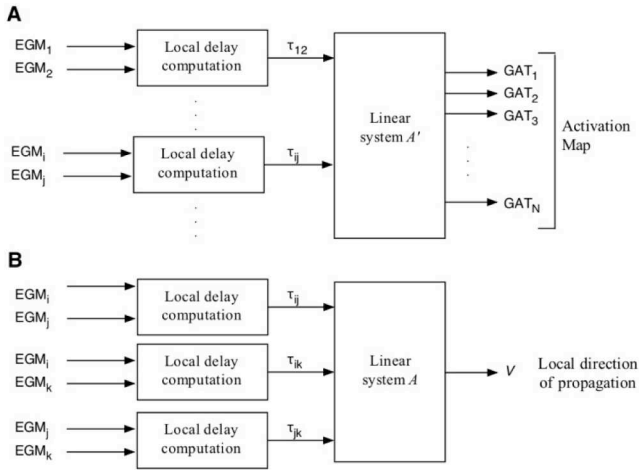 A
EGM1
EGM2
Local delay
computation
τ12
EGMi
EGMj
Local delay
computation
τij
Linear
system A'
GAT1
GAT2
GAT3
GATN
Activation
Map
B
EGMi
EGMj
Local delay
computation
τij
EGMi
EGMk
Local delay
computation
τik
EGMj
EGMk
Local delay
computation
τjk
Linear
system A
V
Local direction
of propagation